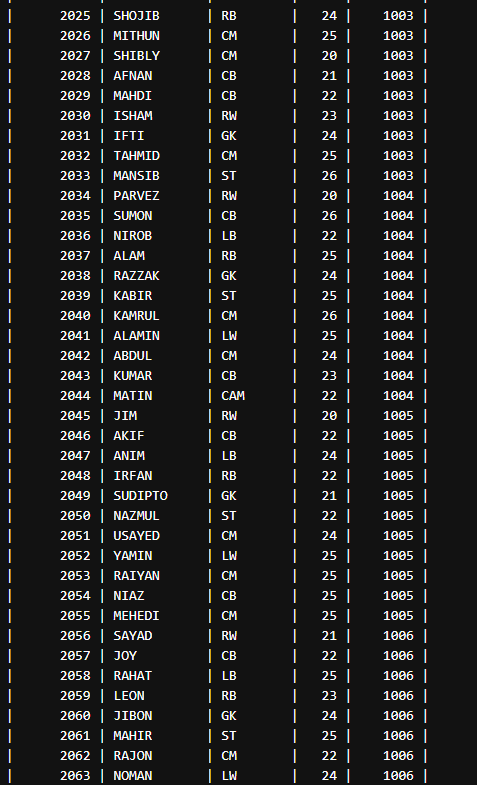 | 2025 | SHOJIB | RB | 24 | 1003 |
| 2026 | MITHUN | CM | 25 | 1003 |
| 2027 | SHIBLY | CM | 20 | 1003 |
| 2028 | AFNAN | CB | 21 | 1003 |
| 2029 | MAHDI | CB | 22 | 1003 |
| 2030 | ISHAM | RW | 23 | 1003 |
| 2031 | IFTI | GK | 24 | 1003 |
| 2032 | TAHMID | CM | 25 | 1003 |
| 2033 | MANSIB | ST | 26 | 1003 |
| 2034 | PARVEZ | RW | 20 | 1004 |
| 2035 | SUMON | CB | 26 | 1004 |
| 2036 | NIROB | LB | 22 | 1004 |
| 2037 | ALAM | RB | 25 | 1004 |
| 2038 | RAZZAK | GK | 24 | 1004 |
| 2039 | KABIR | ST | 25 | 1004 |
| 2040 | KAMRUL | CM | 26 | 1004 |
| 2041 | ALAMIN | LW | 25 | 1004 |
| 2042 | ABDUL | CM | 24 | 1004 |
| 2043 | KUMAR | CB | 23 | 1004 |
| 2044 | MATIN | CAM | 22 | 1004 |
| 2045 | JIM | RW | 20 | 1005 |
| 2046 | AKIF | CB | 22 | 1005 |
| 2047 | ANIM | LB | 24 | 1005 |
| 2048 | IRFAN | RB | 22 | 1005 |
| 2049 | SUDIPTO | GK | 21 | 1005 |
| 2050 | NAZMUL | ST | 22 | 1005 |
| 2051 | USAYED | CM | 24 | 1005 |
| 2052 | YAMIN | LW | 25 | 1005 |
| 2053 | RAIYAN | CM | 25 | 1005 |
| 2054 | NIAZ | CB | 25 | 1005 |
| 2055 | MEHEDI | CM | 25 | 1005 |
| 2056 | SAYAD | RW | 21 | 1006 |
| 2057 | JOY | CB | 22 | 1006 |
| 2058 | RAHAT | LB | 25 | 1006 |
| 2059 | LEON | RB | 23 | 1006 |
| 2060 | JIBON | GK | 24 | 1006 |
| 2061 | MAHIR | ST | 25 | 1006 |
| 2062 | RAJON | CM | 22 | 1006 |
| 2063 | NOMAN | LW | 24 | 1006 |